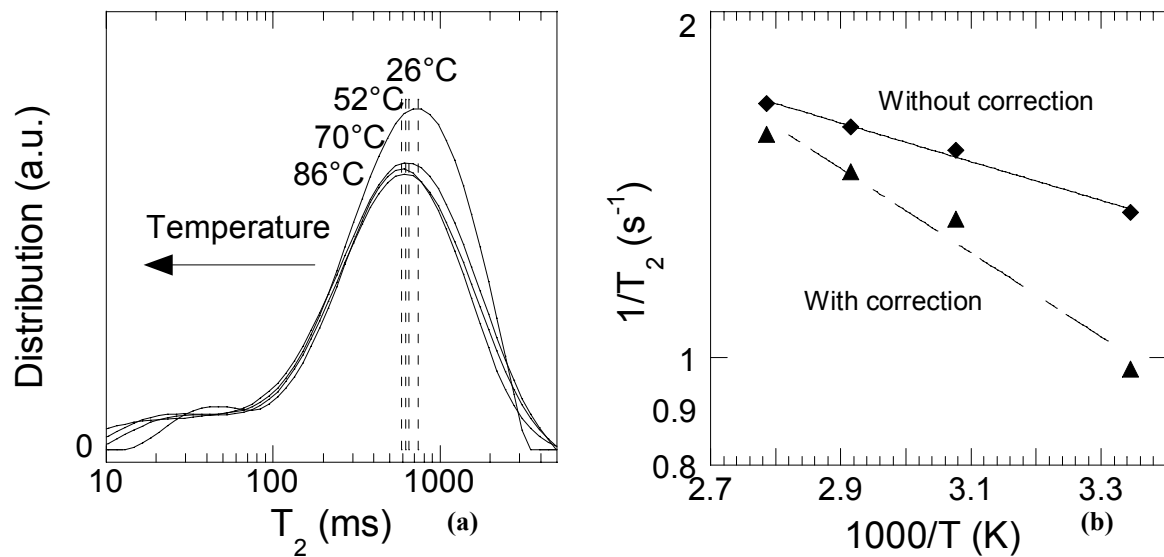 26°C
52°C
70°C
86°C
Temperature
Distribution (a.u.)
0
10
100
1000
T₂ (ms)
(a)
2
Without correction
With correction
1/T₂ (s⁻¹)
1
0.9
0.8
2.7
2.9
3.1
3.3
1000/T (K)
(b)